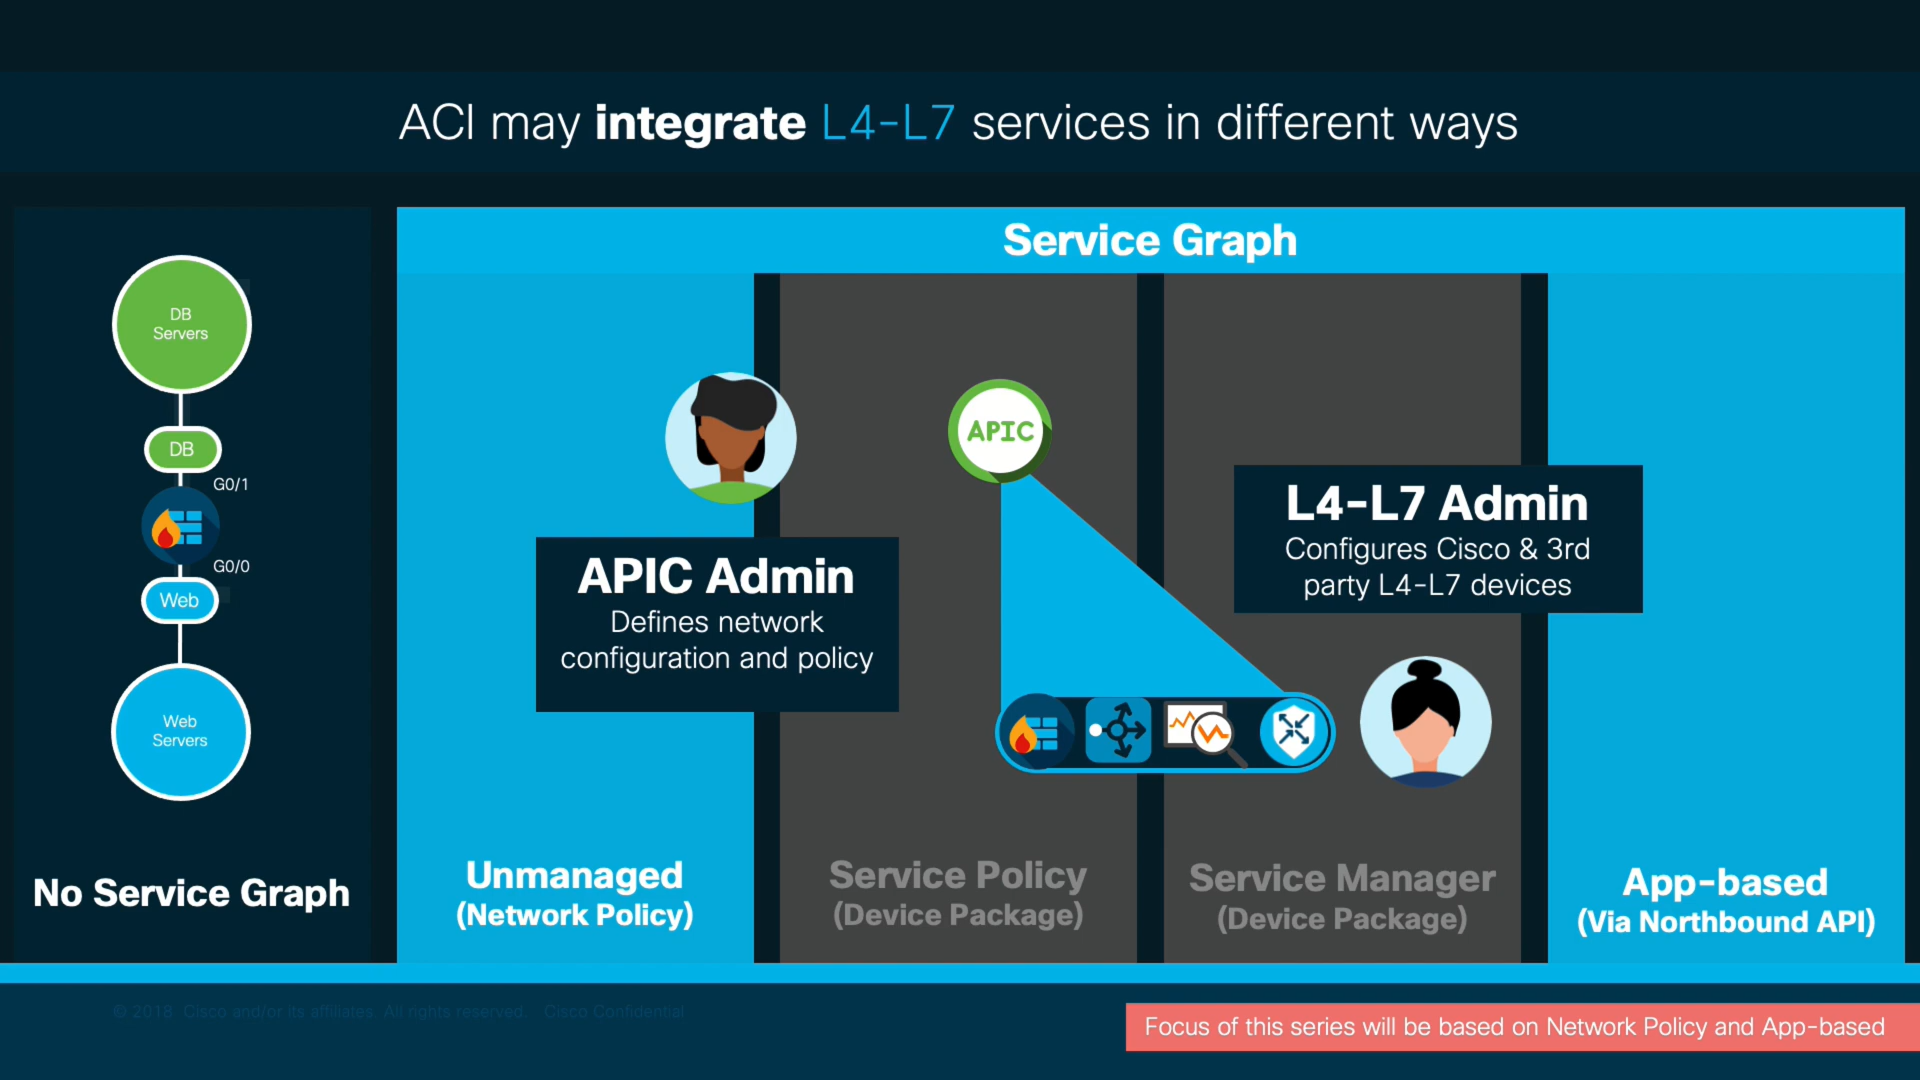 ACI may integrate L4-L7 services in different ways
Service Graph
DB
Servers
DB
G0/1
G0/0
Web
Web
Servers
No Service Graph
APIC
APIC Admin
Defines network
configuration and policy
L4-L7 Admin
Configures Cisco & 3rd
party L4-L7 devices
Unmanaged
(Network Policy)
Service Policy
(Device Package)
Service Manager
(Device Package)
App-based
(Via Northbound API)
© 2018 Cisco and/or its affiliates. All rights reserved. Cisco Confidential
Focus of this series will be based on Network Policy and App-based